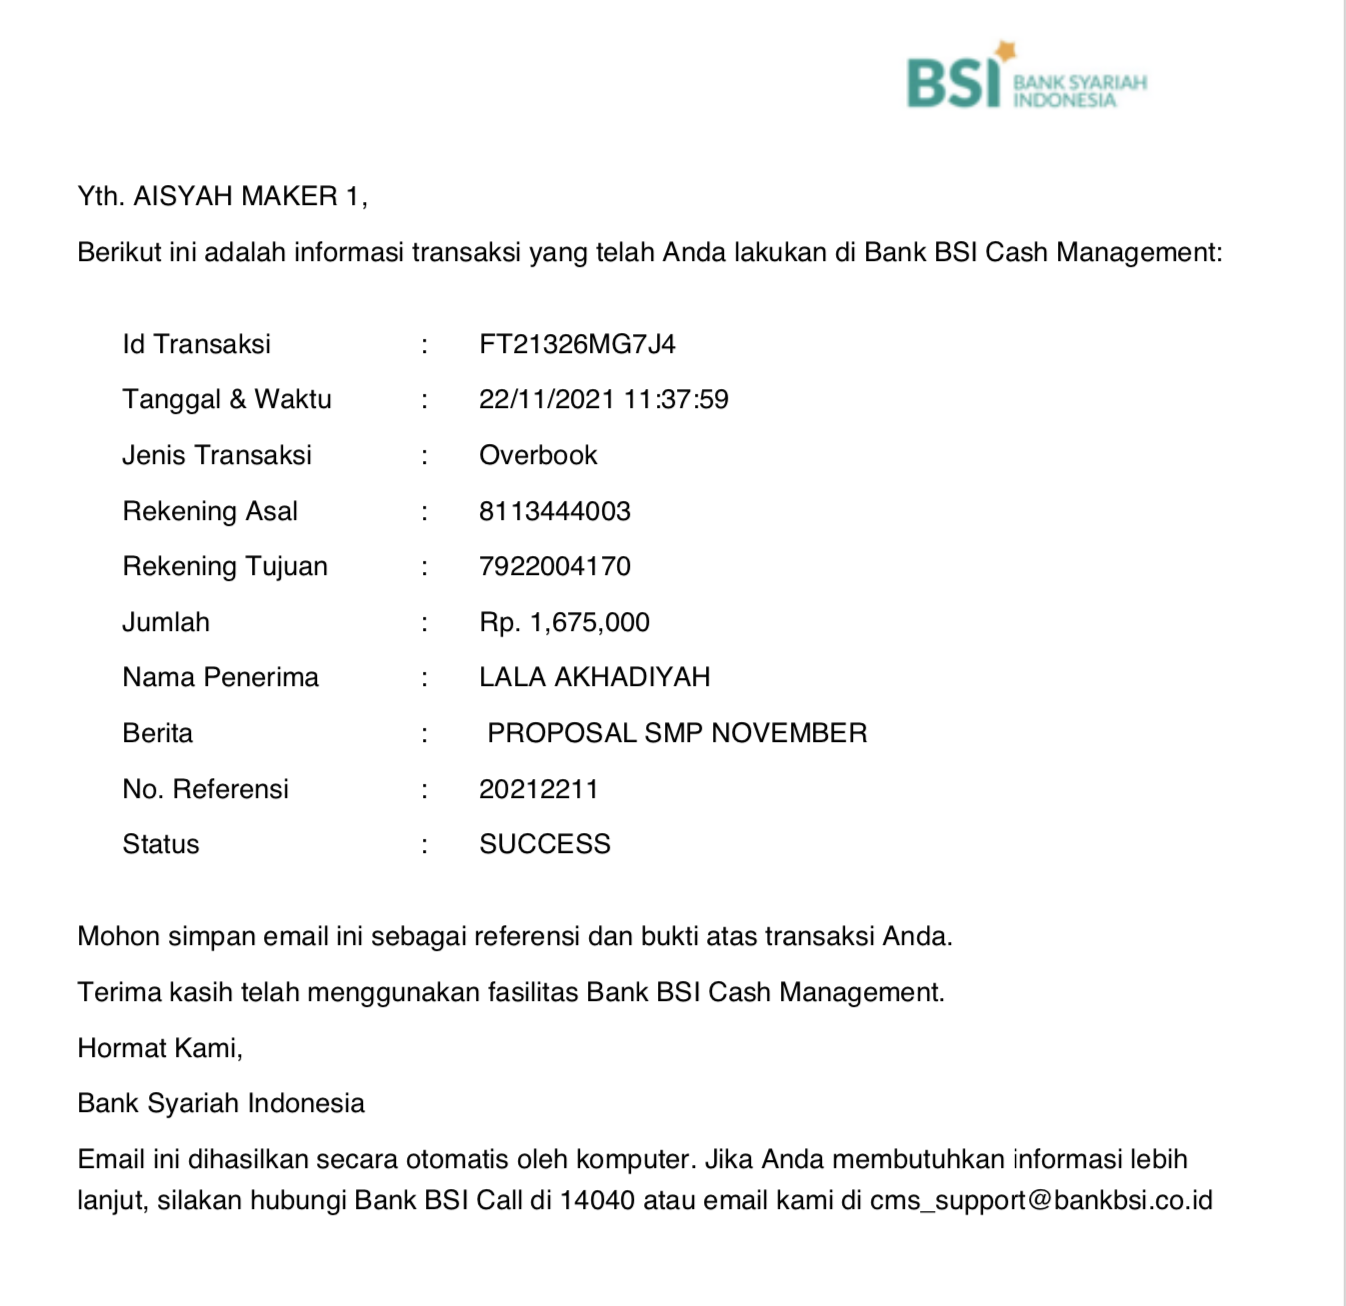 BSI BANK SYARIAH
INDONESIA
Yth. AISYAH MAKER 1,
Berikut ini adalah informasi transaksi yang telah Anda lakukan di Bank BSI Cash Management:
Id Transaksi : FT21326MG7J4
Tanggal & Waktu : 22/11/2021 11:37:59
Jenis Transaksi : Overbook
Rekening Asal : 8113444003
Rekening Tujuan : 7922004170
Jumlah : Rp. 1,675,000
Nama Penerima : LALA AKHADIYAH
Berita : PROPOSAL SMP NOVEMBER
No. Referensi : 20212211
Status : SUCCESS
Mohon simpan email ini sebagai referensi dan bukti atas transaksi Anda.
Terima kasih telah menggunakan fasilitas Bank BSI Cash Management.
Hormat Kami,
Bank Syariah Indonesia
Email ini dihasilkan secara otomatis oleh komputer. Jika Anda membutuhkan informasi lebih
lanjut, silakan hubungi Bank BSI Call di 14040 atau email kami di cms_support@bankbsi.co.id